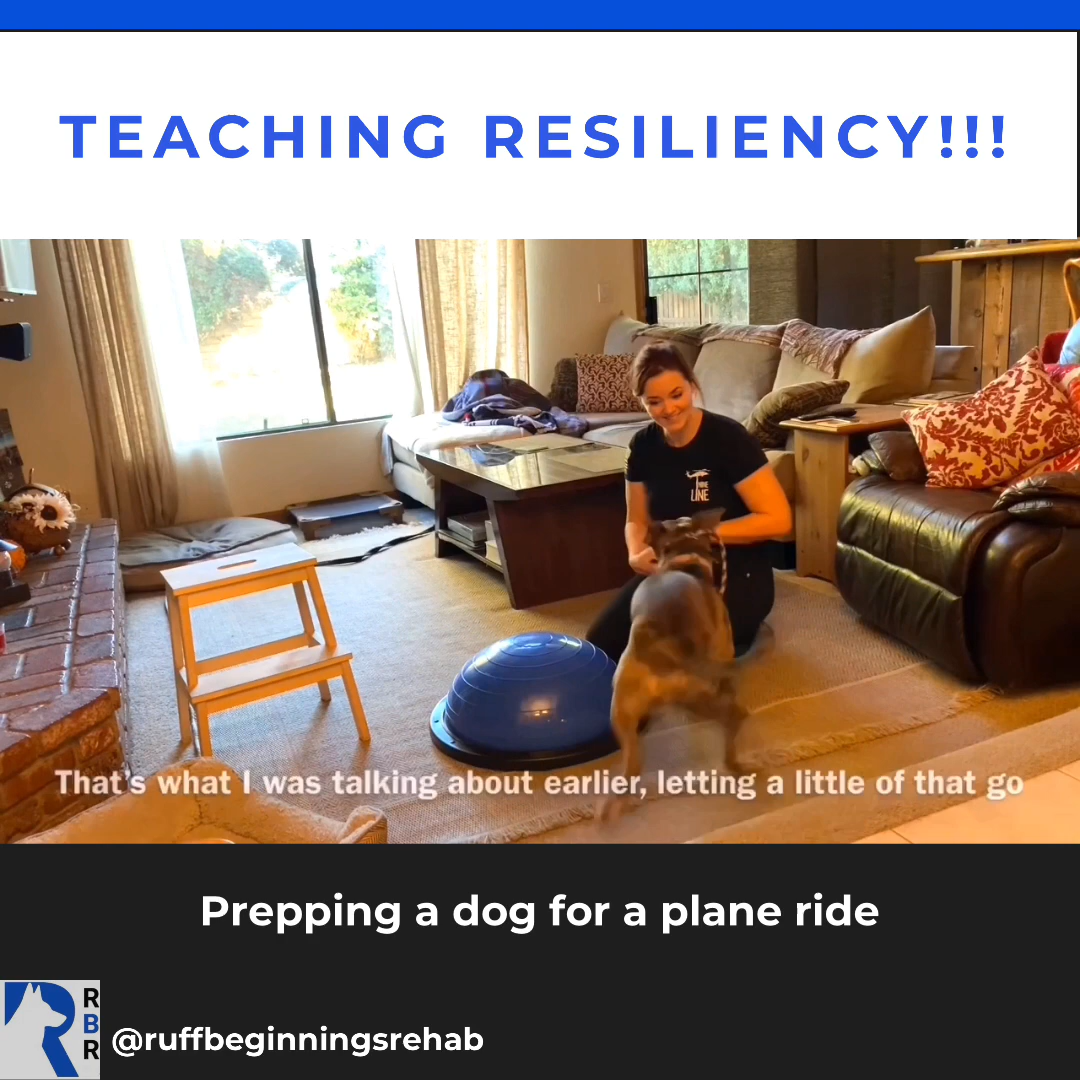 TEACHING RESILIENCY!!!
LINE
That's what I was talking about earlier, letting a little of that go
Prepping a dog for a plane ride
R
B
R
@ruffbeginningsrehab